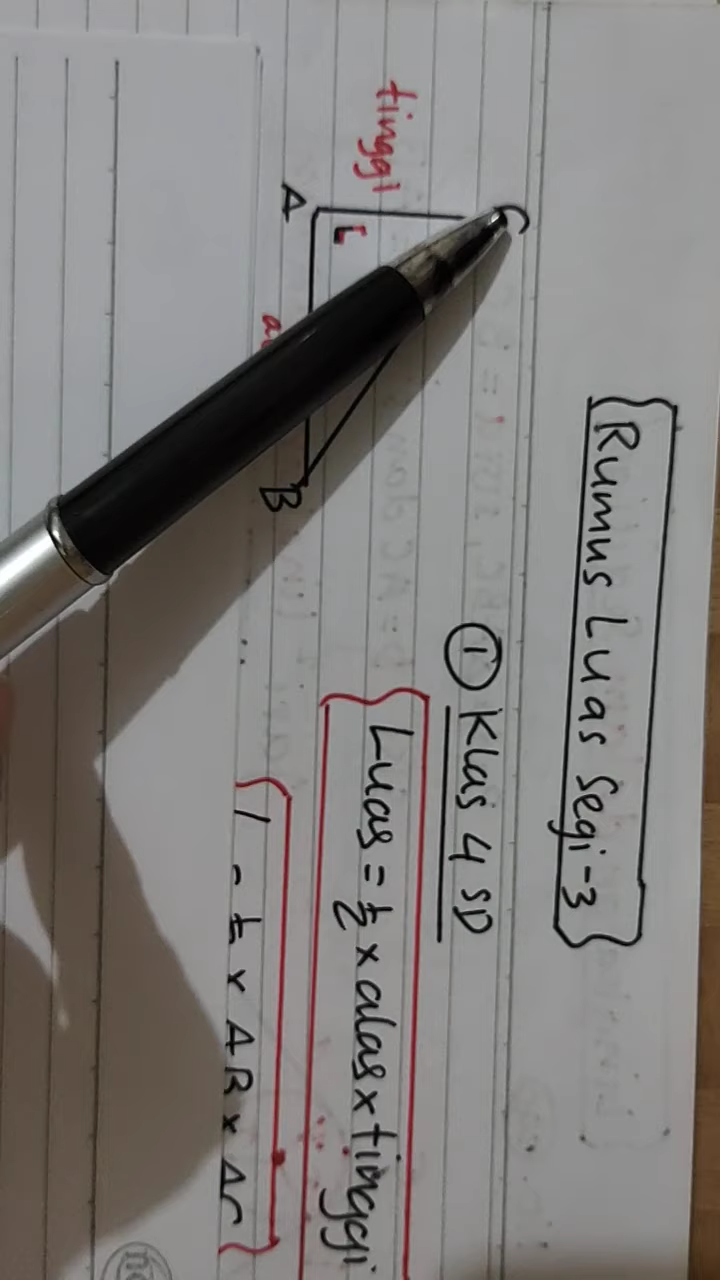 Rumus Luas Segi-3
① Klas 4 SD
Luas = ½ x alas x tinggi
L = ½ x AB x AC
C
tinggi
A
B